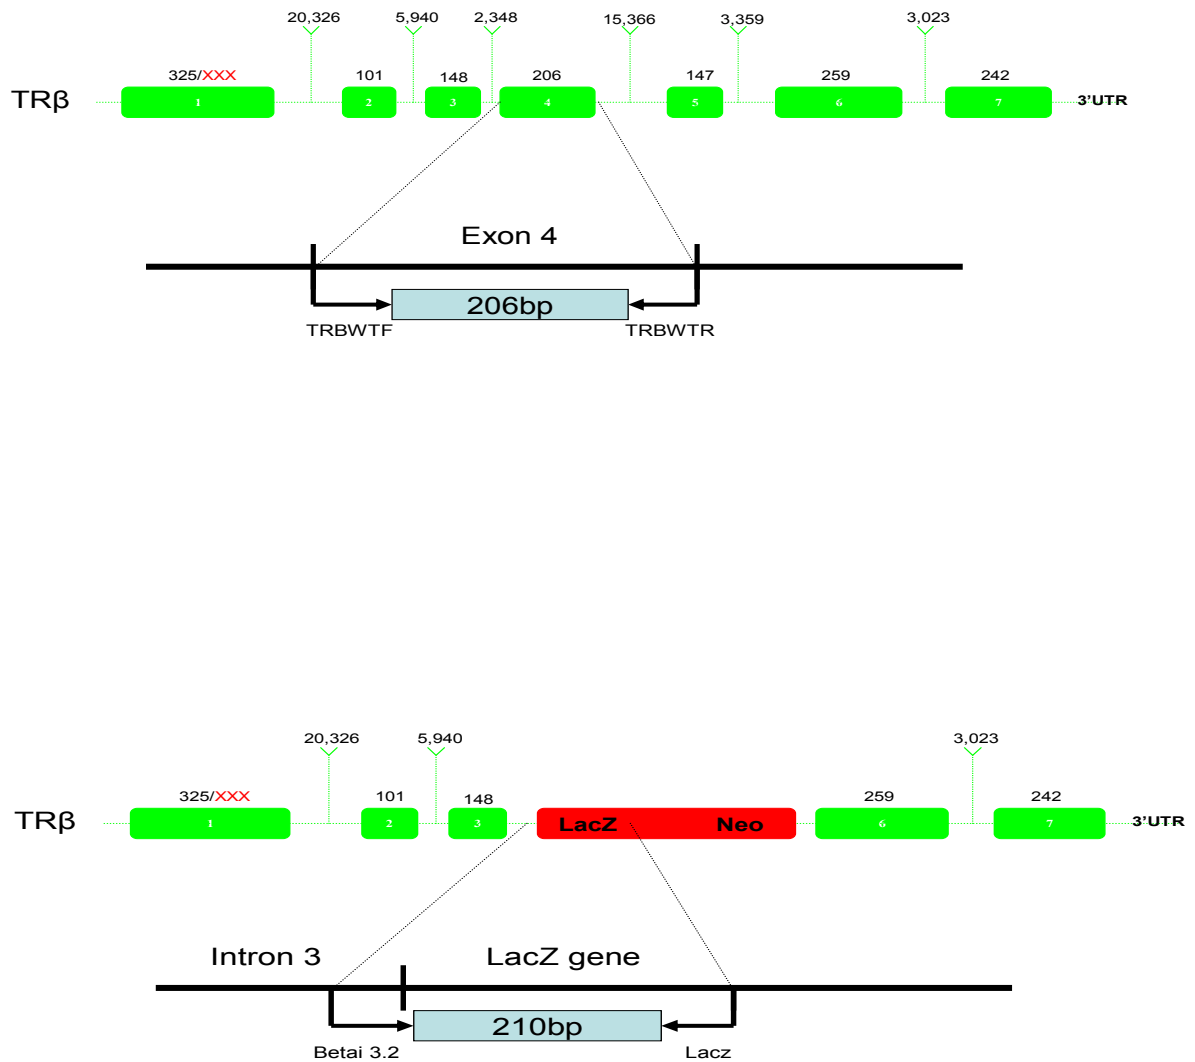 20,326 5,940 2,348 15,366 3,359 3,023
325/XXX 101 148 206 147 259 242
TRβ 1 2 3 4 5 6 7 3'UTR
Exon 4
206bp
TRBWTF TRBWTR
20,326 5,940 3,023
325/XXX 101 148 259 242
TRβ 1 2 3 LacZ Neo 6 7 3'UTR
Intron 3 LacZ gene
210bp
Betai 3.2 Lacz